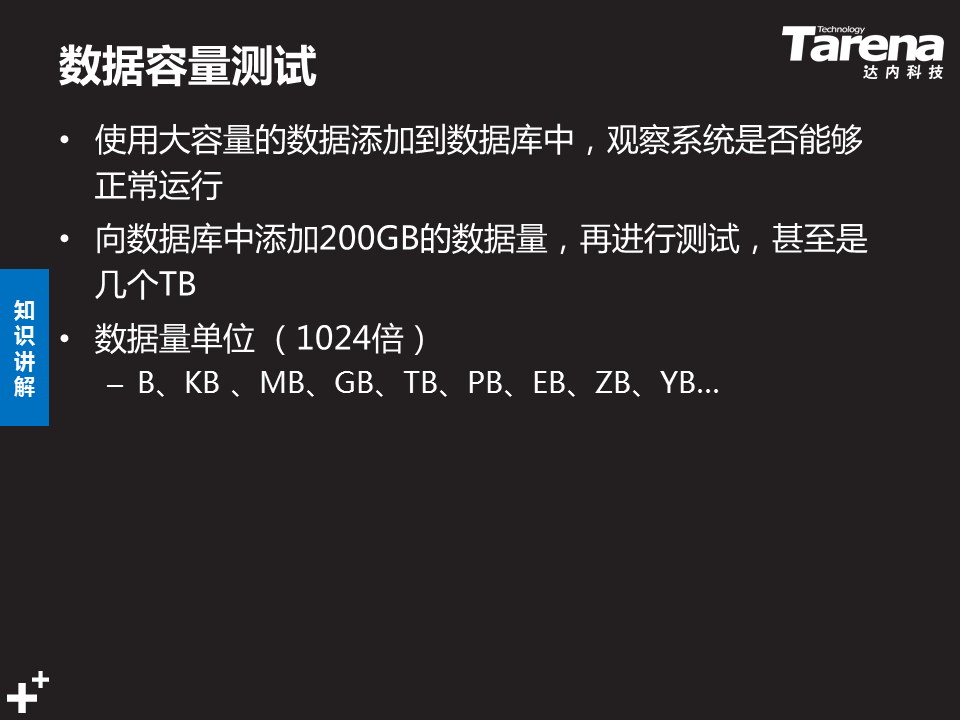 数据容量测试
Technology
Tarena
达内科技
• 使用大容量的数据添加到数据库中，观察系统是否能够
正常运行
• 向数据库中添加200GB的数据量，再进行测试，甚至是
几个TB
知识讲解
• 数据量单位 （1024倍）
– B、KB 、MB、GB、TB、PB、EB、ZB、YB…